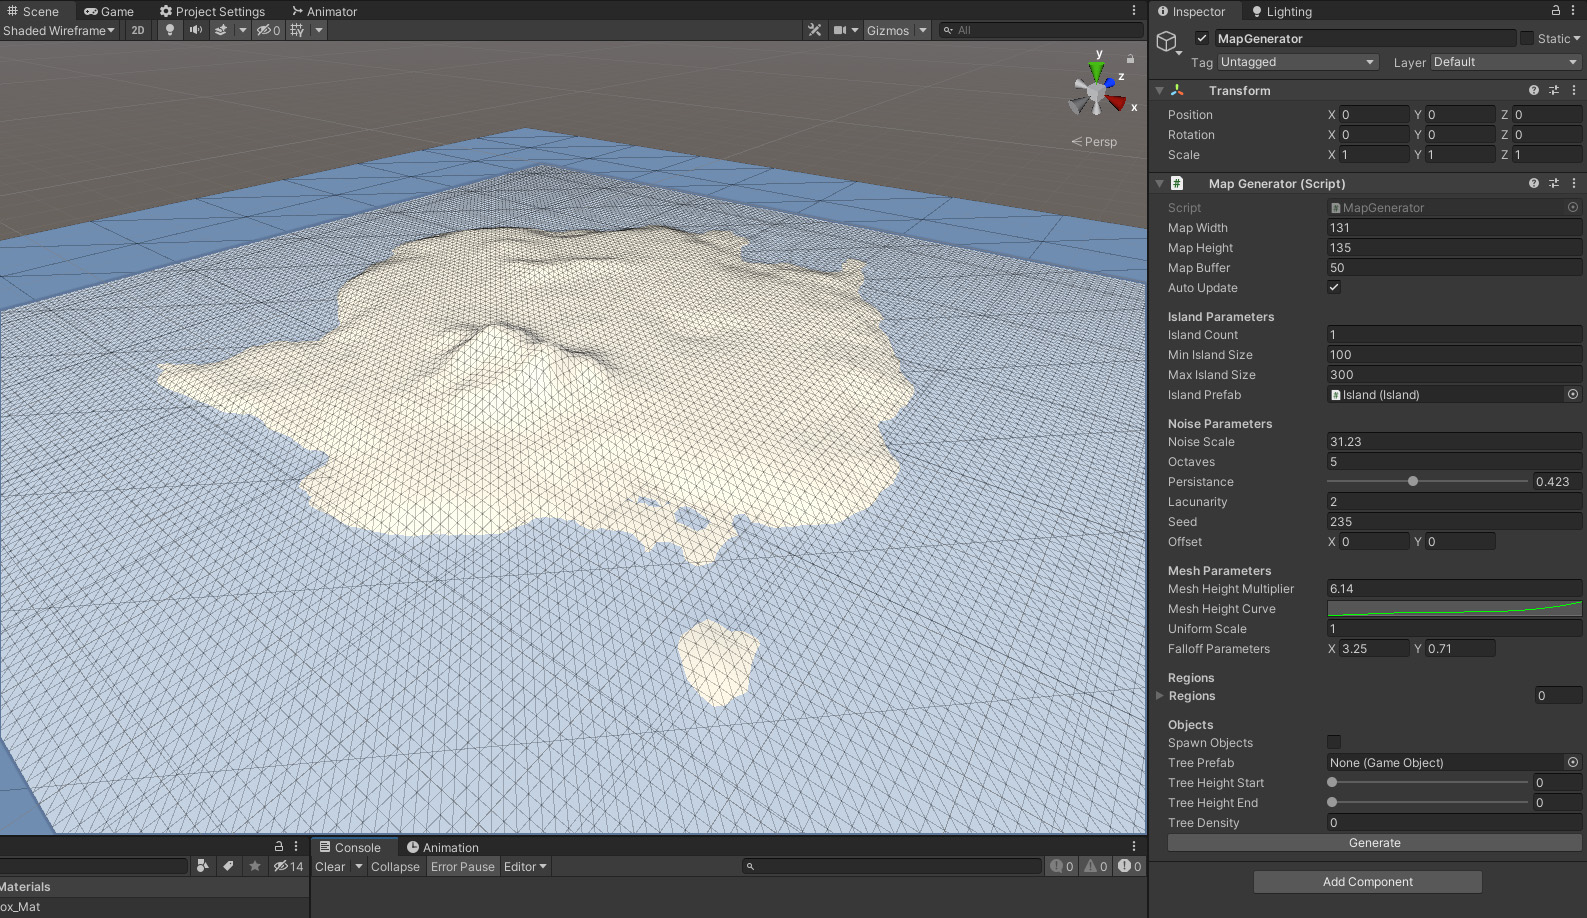 Scene Game Project Settings Animator
Shaded Wireframe 2D 0 Gizmos All
y
z
x
Persp
Inspector Lighting
MapGenerator Static
Tag Untagged Layer Default
Transform
Position X 0 Y 0 Z 0
Rotation X 0 Y 0 Z 0
Scale X 1 Y 1 Z 1
# Map Generator (Script)
Script # MapGenerator
Map Width 131
Map Height 135
Map Buffer 50
Auto Update
Island Parameters
Island Count 1
Min Island Size 100
Max Island Size 300
Island Prefab # Island (Island)
Noise Parameters
Noise Scale 31.23
Octaves 5
Persistance 0.423
Lacunarity 2
Seed 235
Offset X 0 Y 0
Mesh Parameters
Mesh Height Multiplier 6.14
Mesh Height Curve
Uniform Scale 1
Falloff Parameters X 3.25 Y 0.71
Regions
Regions 0
Objects
Spawn Objects
Tree Prefab None (Game Object)
Tree Height Start 0
Tree Height End 0
Tree Density 0
Generate
Add Component
14
Materials
ox_Mat
Console Animation
Clear Collapse Error Pause Editor 0 0 0